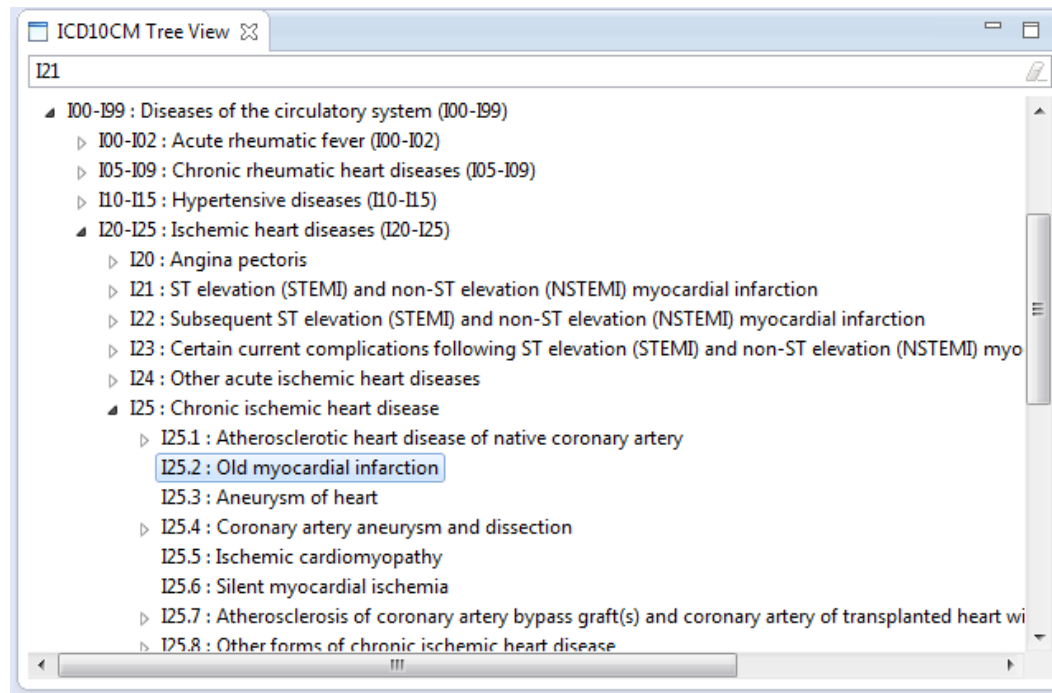 ICD10CM Tree View
I21
I00-I99 : Diseases of the circulatory system (I00-I99)
I00-I02 : Acute rheumatic fever (I00-I02)
I05-I09 : Chronic rheumatic heart diseases (I05-I09)
I10-I15 : Hypertensive diseases (I10-I15)
I20-I25 : Ischemic heart diseases (I20-I25)
I20 : Angina pectoris
I21 : ST elevation (STEMI) and non-ST elevation (NSTEMI) myocardial infarction
I22 : Subsequent ST elevation (STEMI) and non-ST elevation (NSTEMI) myocardial infarction
I23 : Certain current complications following ST elevation (STEMI) and non-ST elevation (NSTEMI) myo
I24 : Other acute ischemic heart diseases
I25 : Chronic ischemic heart disease
I25.1 : Atherosclerotic heart disease of native coronary artery
I25.2 : Old myocardial infarction
I25.3 : Aneurysm of heart
I25.4 : Coronary artery aneurysm and dissection
I25.5 : Ischemic cardiomyopathy
I25.6 : Silent myocardial ischemia
I25.7 : Atherosclerosis of coronary artery bypass graft(s) and coronary artery of transplanted heart wi
I25.8 : Other forms of chronic ischemic heart disease